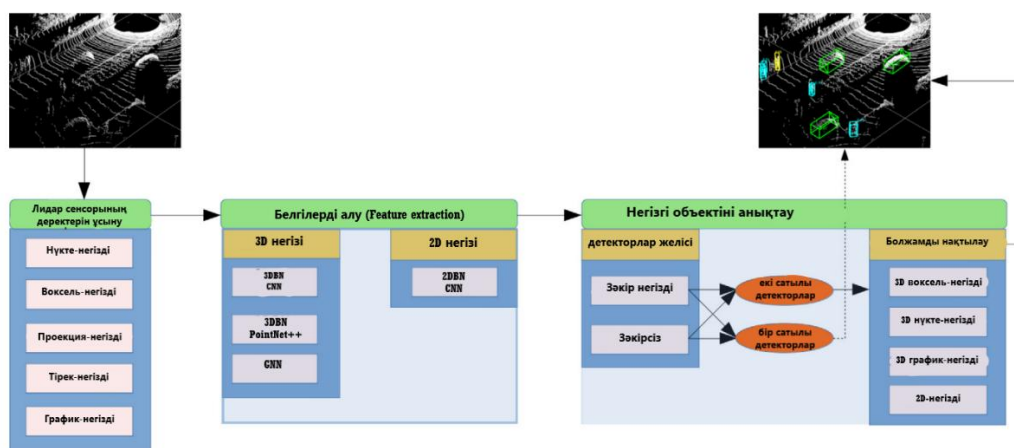 Лидар сенсорының
деректерін ұсыну
Нүкте-негізді
Воксель-негізді
Проекция-негізді
Тірек-негізді
График-негізді
Белгілерді алу (Feature extraction)
3D негізі
3DBN
CNN
3DBN
PointNet++
GNN
2D негізі
2DBN
CNN
Негізгі объектіні анықтау
детекторлар желісі
Зәкір негізді
Зәкірсіз
екі сатылы
детекторлар
бір сатылы
детекторлар
Болжамды нақтылау
3D воксель-негізді
3D нүкте-негізді
3D график-негізді
2D-негізді